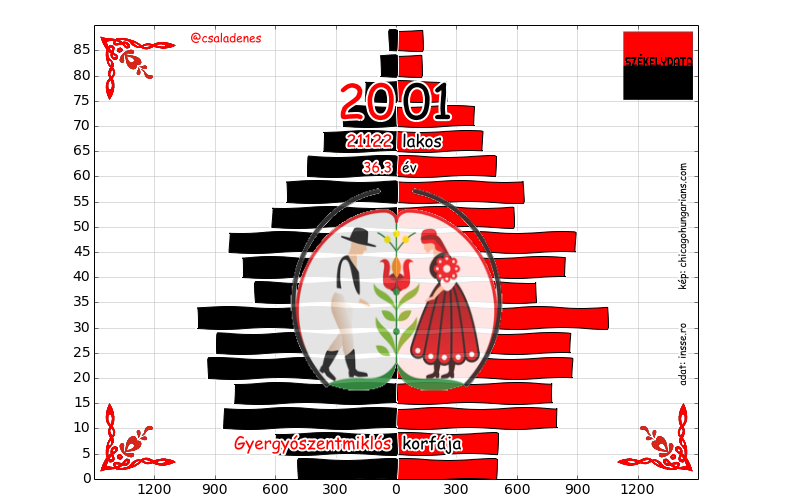 @csaladenes
SZÉKELYDATA
2001
21122 lakos
36.3 év
kép: chicagohungarians.com
adat: insse.ro
Gyergyószentmiklós korfája
85
80
75
70
65
60
55
50
45
40
35
30
25
20
15
10
5
0
1200 900 600 300 0 300 600 900 1200